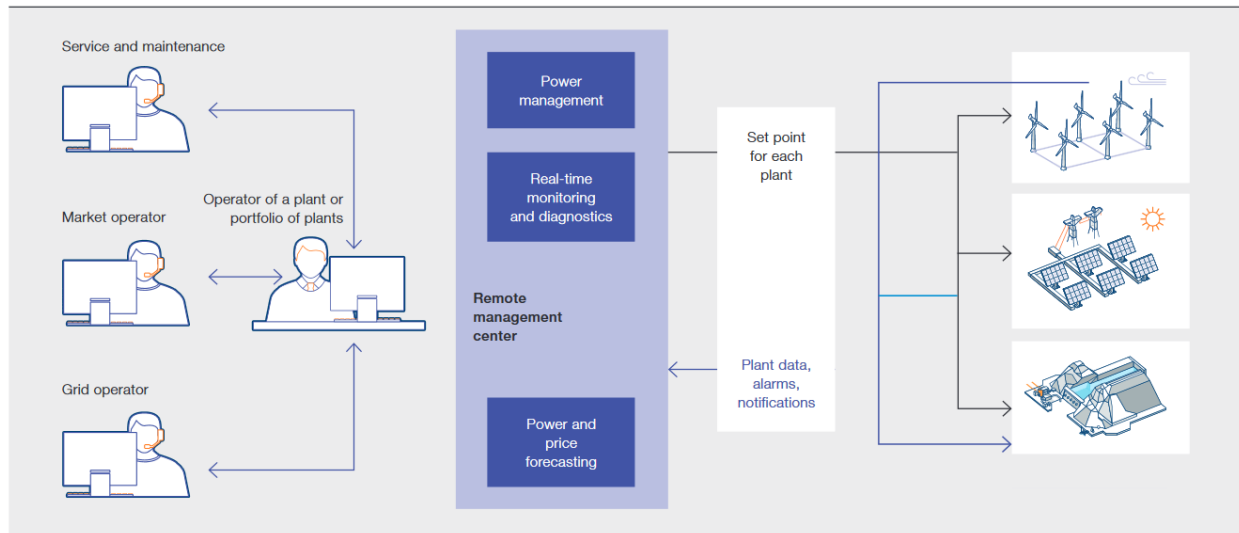 Service and maintenance
Market operator
Operator of a plant or
portfolio of plants
Grid operator
Power
management
Real-time
monitoring
and diagnostics
Remote
management
center
Power and
price
forecasting
Set point
for each
plant
Plant data,
alarms,
notifications